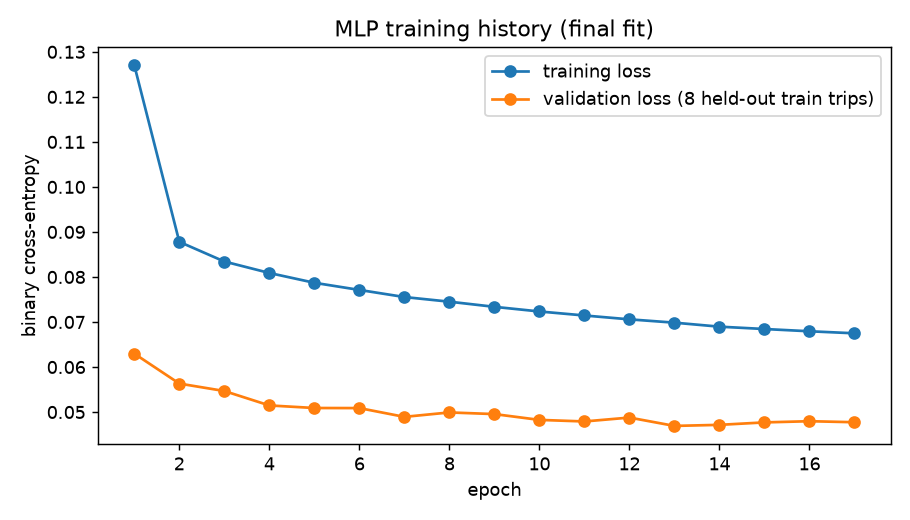 MLP training history (final fit)
training loss
validation loss (8 held-out train trips)
binary cross-entropy
0.13
0.12
0.11
0.10
0.09
0.08
0.07
0.06
0.05
2 4 6 8 10 12 14 16
epoch